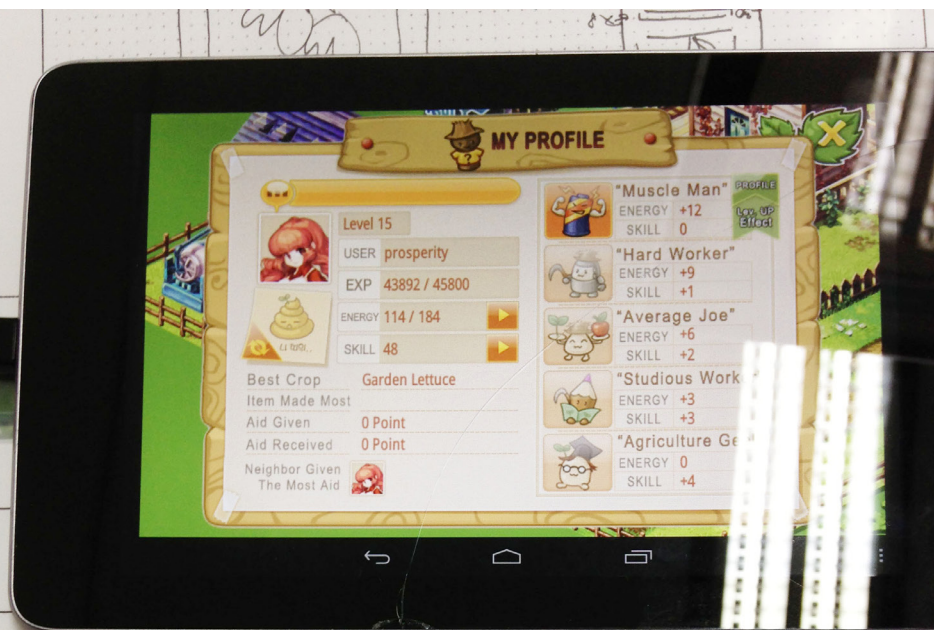 MY PROFILE
Level 15
USER prosperity
EXP 43892 / 45800
ENERGY 114 / 184
SKILL 48
Best Crop Garden Lettuce
Item Made Most
Aid Given 0 Point
Aid Received 0 Point
Neighbor Given
The Most Aid
"Muscle Man"
ENERGY +12
SKILL 0
"Hard Worker"
ENERGY +9
SKILL +1
"Average Joe"
ENERGY +6
SKILL +2
"Studious Work
ENERGY +3
SKILL +3
"Agriculture Ge
ENERGY 0
SKILL +4
PROFILE
Lev. UP
Effect